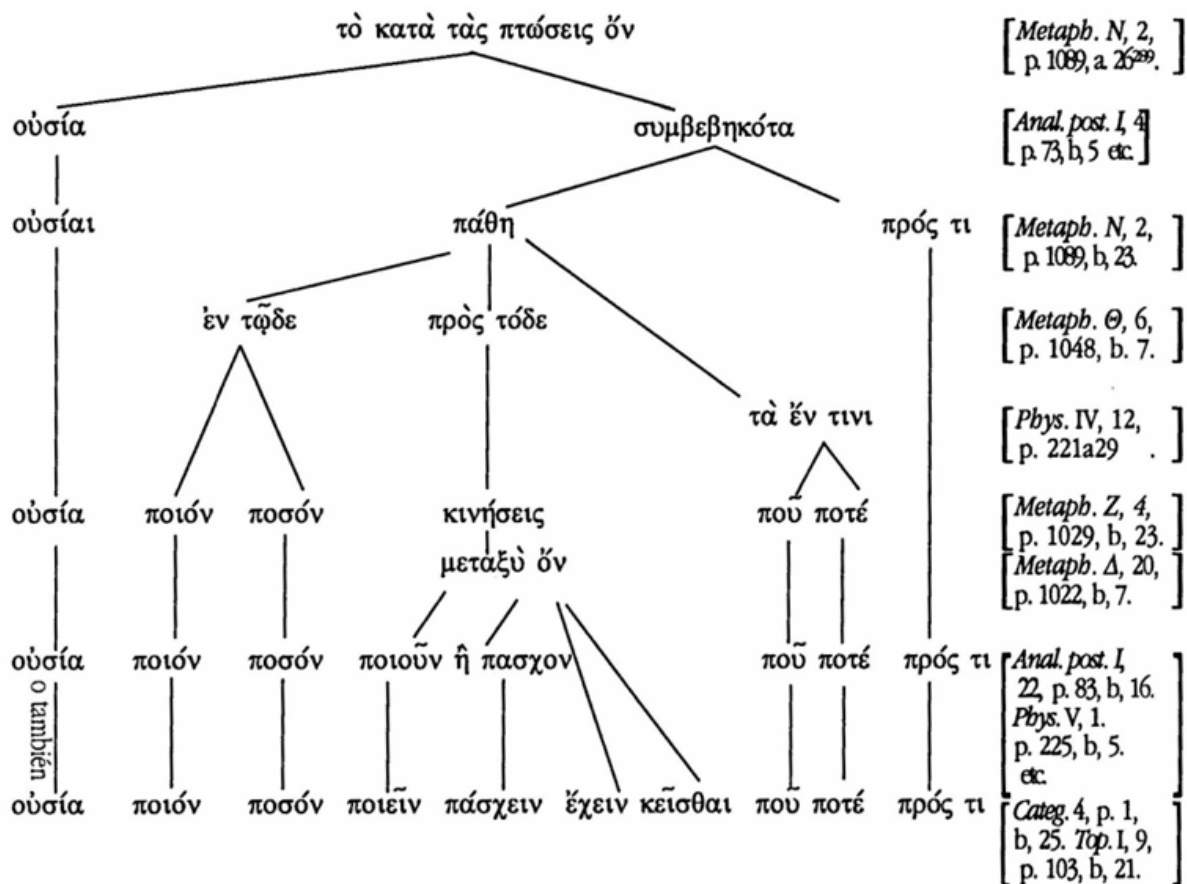 τὸ κατὰ τὰς πτώσεις ὄν
[Metaph. N, 2,
p. 1089, a 26²⁸⁹.]
οὐσία
συμβεβηκότα
[Anal. post. I, 4
p. 73, b, 5 etc.]
οὐσίαι
πάθη
πρός τι
[Metaph. N, 2,
p. 1089, b, 23.]
ἐν τῷδε
πρὸς τόδε
[Metaph. Θ, 6,
p. 1048, b. 7.]
τὰ ἔν τινι
[Phys. IV, 12,
p. 221a29 .]
οὐσία ποιόν ποσόν κινήσεις ποῦ ποτέ
[Metaph. Z, 4,
p. 1029, b, 23.]
μεταξὺ ὄν
[Metaph. Δ, 20,
p. 1022, b, 7.]
οὐσία ποιόν ποσόν ποιοῦν ἢ πασχον ποῦ ποτέ πρός τι
[Anal. post. I,
22, p. 83, b, 16.
Phys. V, 1.
p. 225, b, 5.
etc.]
o también
οὐσία ποιόν ποσόν ποιεῖν πάσχειν ἔχειν κεῖσθαι ποῦ ποτέ πρός τι
[Categ. 4, p. 1,
b, 25. Top. I, 9,
p. 103, b, 21.]